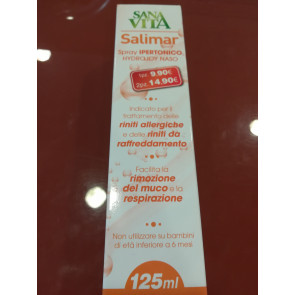 SANA
VITA
Salimar
Spray IPERTONICO
1pz 9.90€
2pz 14.90€
Indicato per il
trattamento delle
riniti allergiche
e delle riniti da
raffreddamento
Facilita la
rimozione
del muco e la
respirazione
Non utilizzare su bambini
di età inferiore a 6 mesi.
125ml